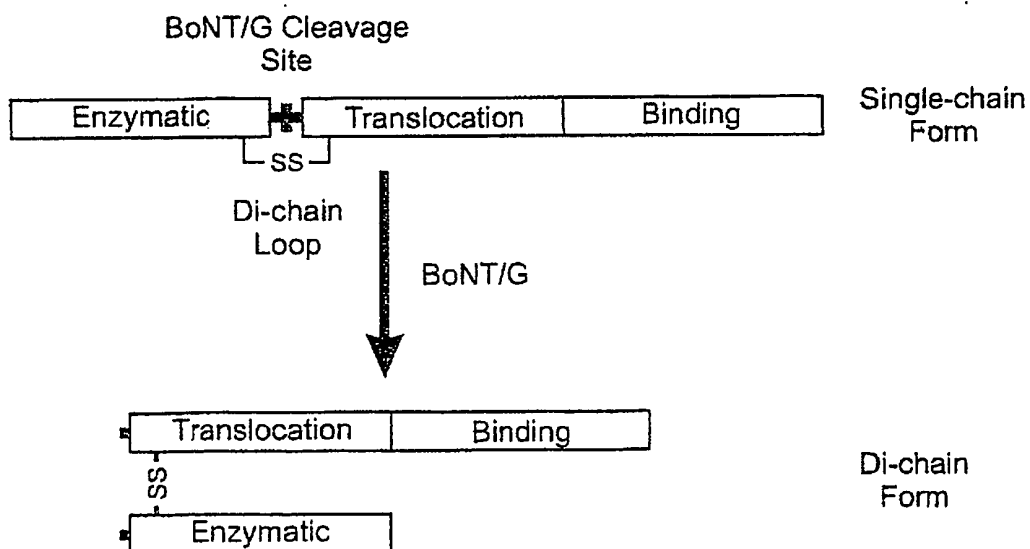 BoNT/G Cleavage
Site
Enzymatic
Translocation
Binding
Single-chain
Form
SS
Di-chain
Loop
BoNT/G
Translocation
Binding
SS
Di-chain
Form
Enzymatic